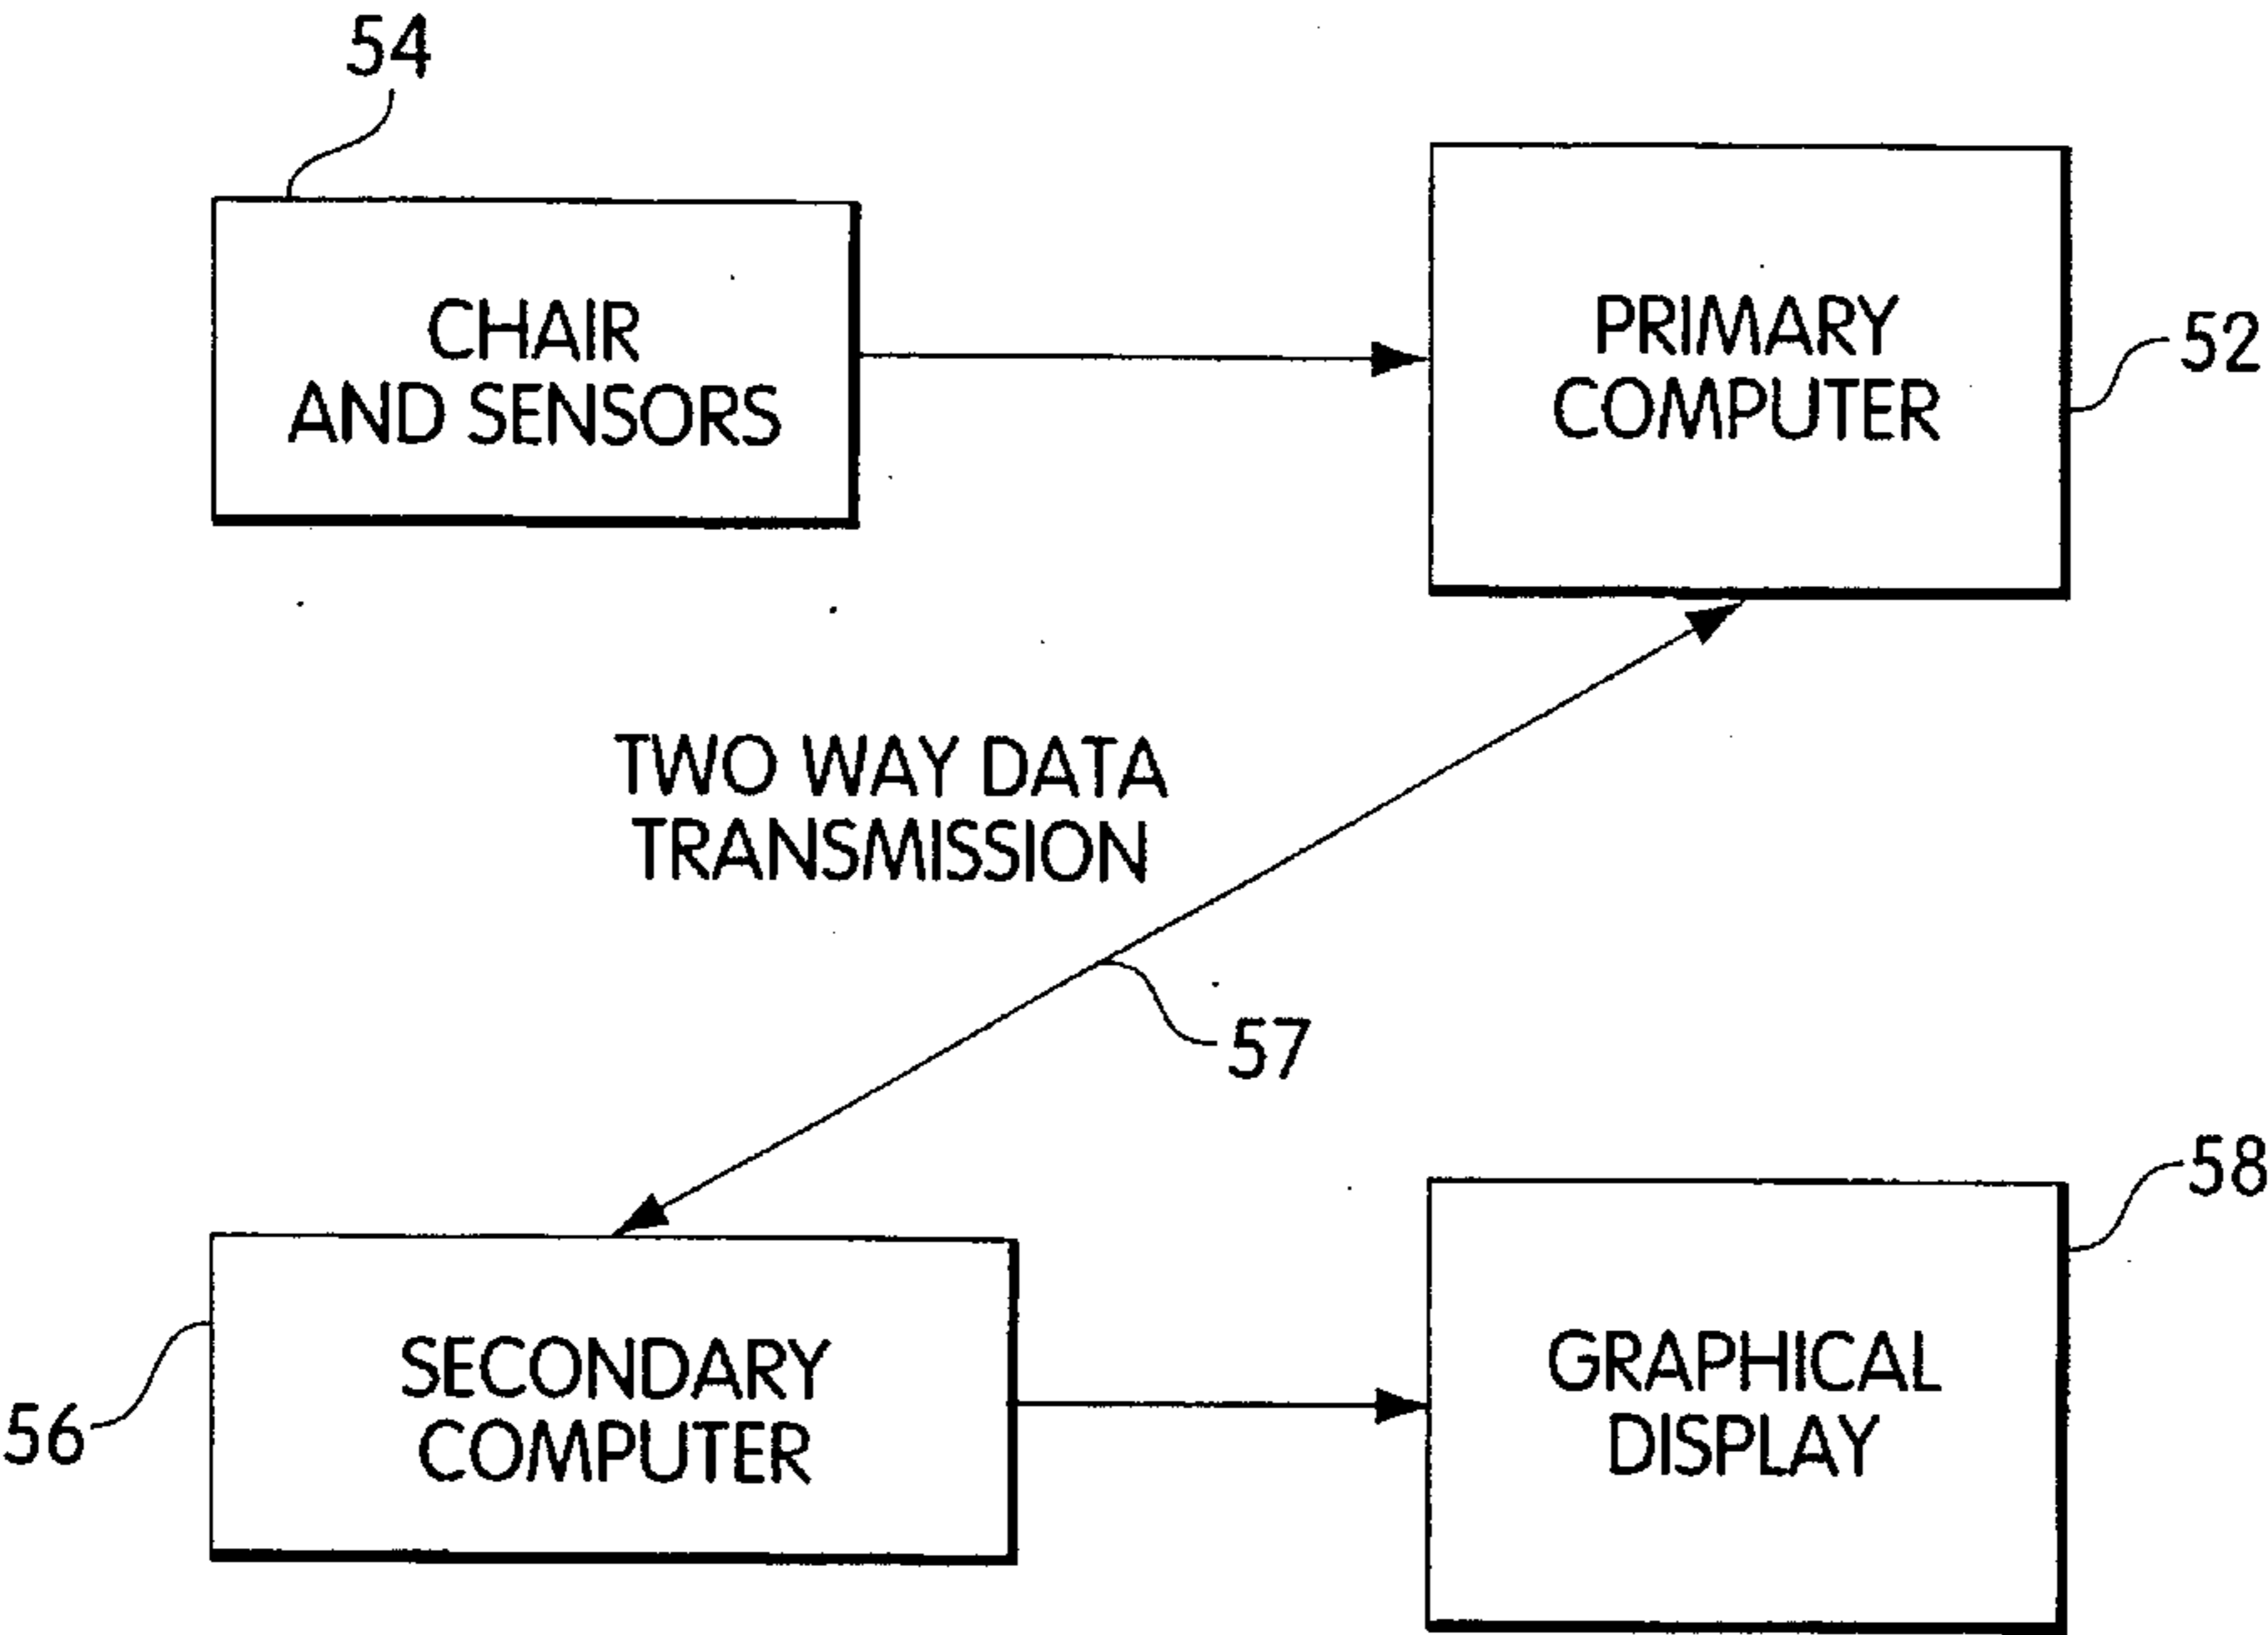 54
CHAIR
AND SENSORS
PRIMARY
COMPUTER
52
TWO WAY DATA
TRANSMISSION
57
58
SECONDARY
COMPUTER
56
GRAPHICAL
DISPLAY